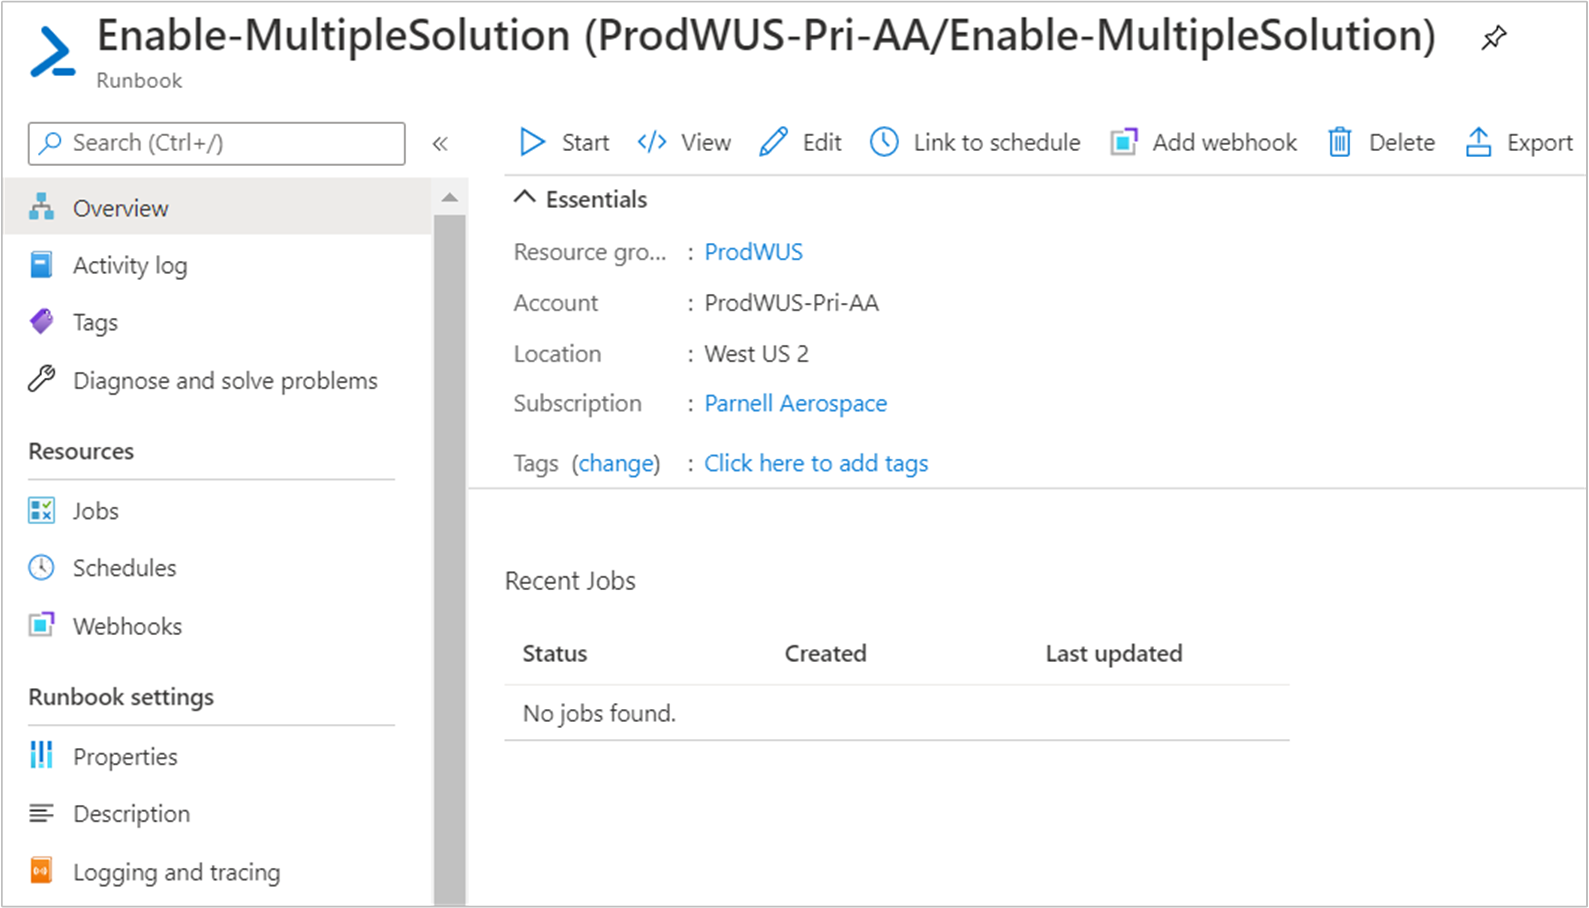 Enable-MultipleSolution (ProdWUS-Pri-AA/Enable-MultipleSolution)
Runbook
Search (Ctrl+/)
«
Start
View
Edit
Link to schedule
Add webhook
Delete
Export
Overview
Activity log
Tags
Diagnose and solve problems
Resources
Jobs
Schedules
Webhooks
Runbook settings
Properties
Description
Logging and tracing
Essentials
Resource gro... : ProdWUS
Account : ProdWUS-Pri-AA
Location : West US 2
Subscription : Parnell Aerospace
Tags (change) : Click here to add tags
Recent Jobs
Status Created Last updated
No jobs found.